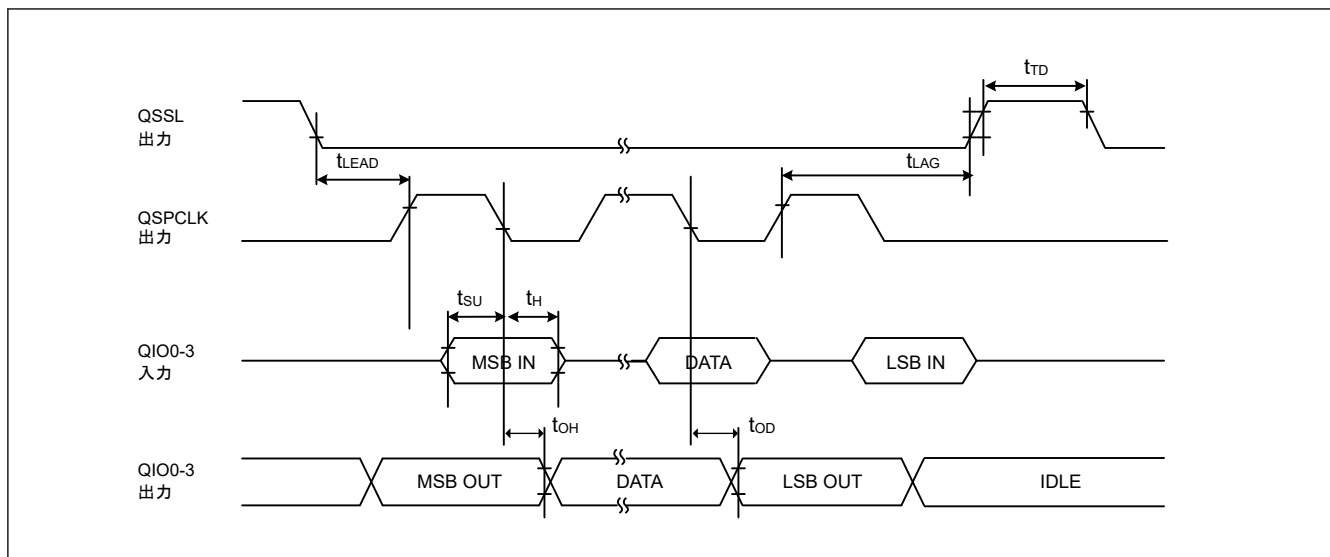 tTD
QSSL
出力
tLEAD
tLAG
QSPCLK
出力
tSU
tH
QIO0-3
入力
MSB IN
DATA
LSB IN
tOH
tOD
QIO0-3
出力
MSB OUT
DATA
LSB OUT
IDLE